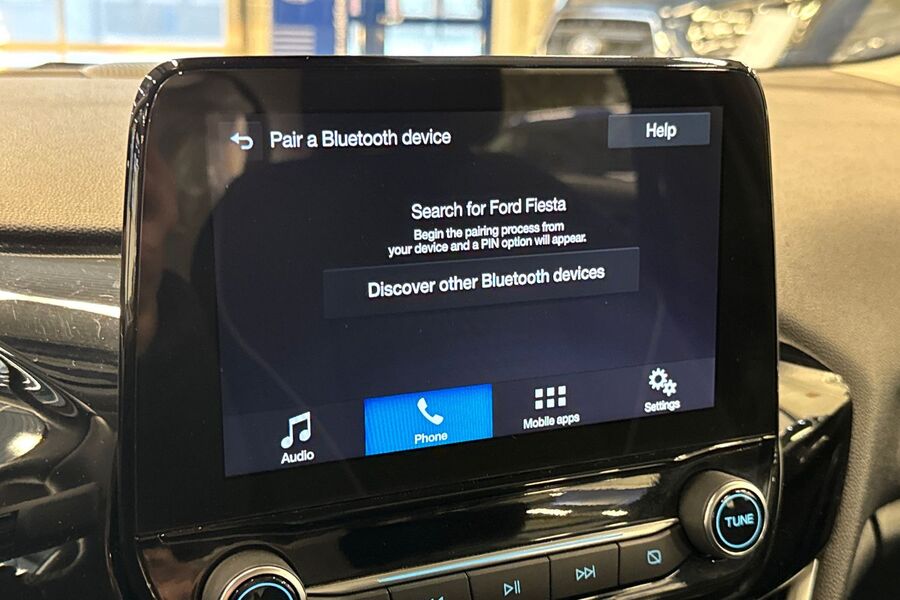 Pair a Bluetooth device
Help
Search for Ford Fiesta
Begin the pairing process from
your device and a PIN option will appear.
Discover other Bluetooth devices
Audio
Phone
Mobile apps
Settings
TUNE